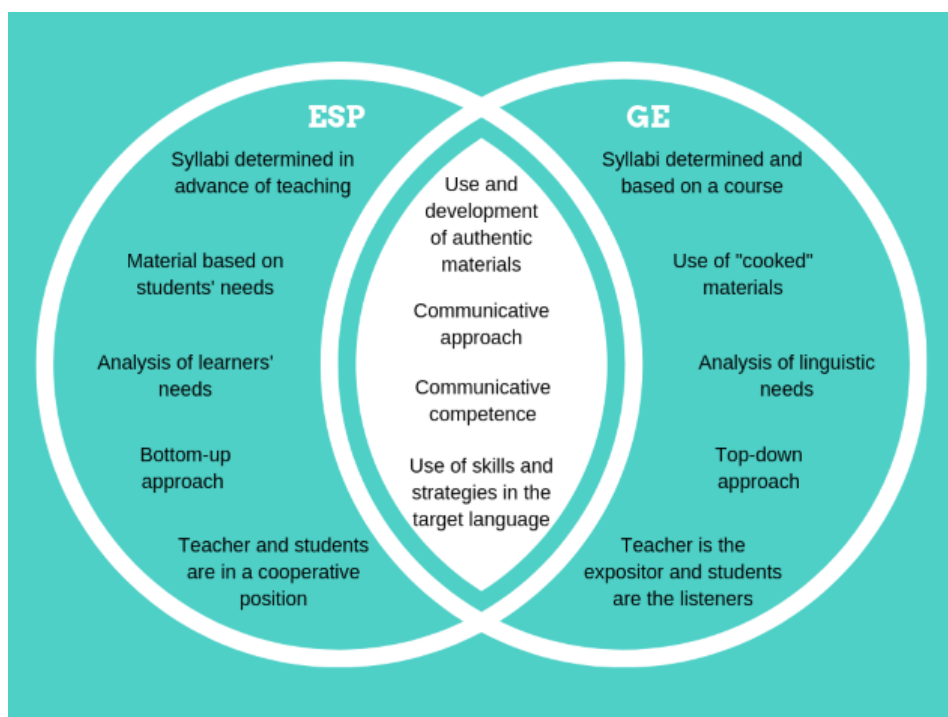 ESP
Syllabi determined in
advance of teaching
Material based on
students' needs
Analysis of learners'
needs
Bottom-up
approach
Teacher and students
are in a cooperative
position
Use and
development
of authentic
materials
Communicative
approach
Communicative
competence
Use of skills and
strategies in the
target language
GE
Syllabi determined and
based on a course
Use of "cooked"
materials
Analysis of linguistic
needs
Top-down
approach
Teacher is the
expositor and students
are the listeners